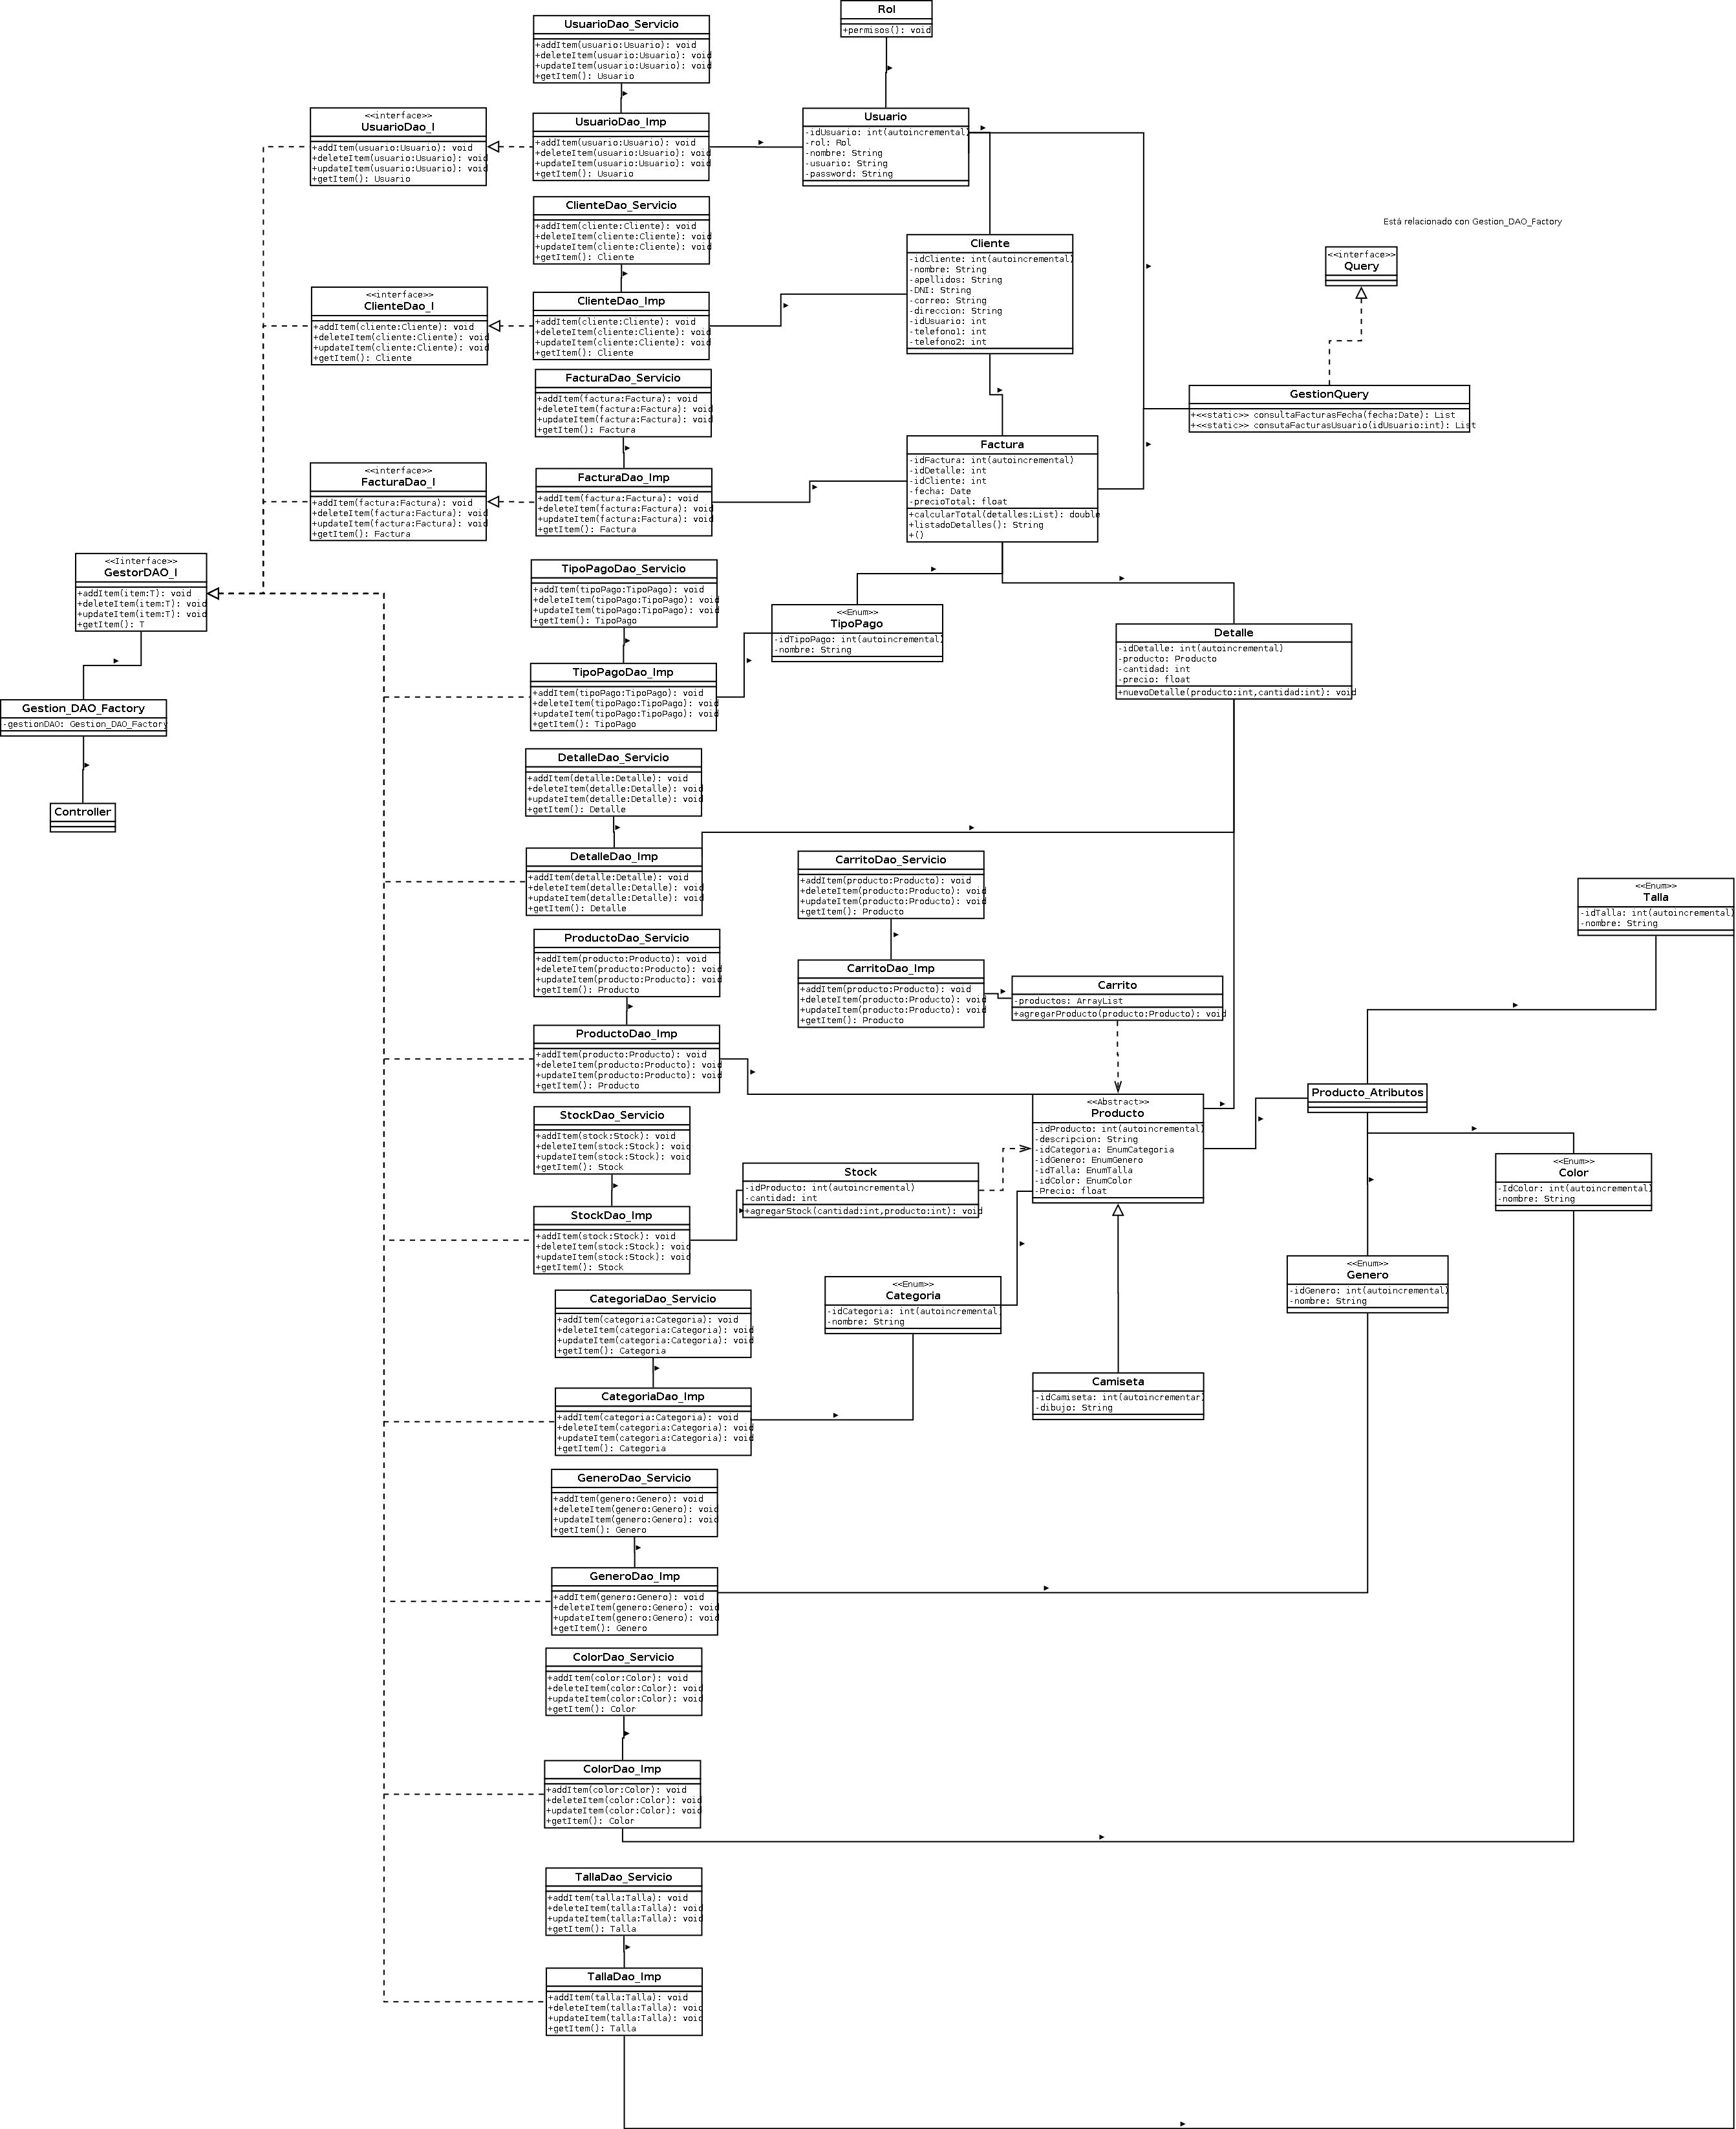 Rol
+permisos(): void
UsuarioDao_Servicio
+addItem(usuario:Usuario): void
+deleteItem(usuario:Usuario): void
+updateItem(usuario:Usuario): void
+getItem(): Usuario
<<interface>>
UsuarioDao_I
+addItem(usuario:Usuario): void
+deleteItem(usuario:Usuario): void
+updateItem(usuario:Usuario): void
+getItem(): Usuario
UsuarioDao_Imp
+addItem(usuario:Usuario): void
+deleteItem(usuario:Usuario): void
+updateItem(usuario:Usuario): void
+getItem(): Usuario
Usuario
-idUsuario: int(autoincremental)
-rol: Rol
-nombre: String
-usuario: String
-password: String
ClienteDao_Servicio
+addItem(cliente:Cliente): void
+deleteItem(cliente:Cliente): void
+updateItem(cliente:Cliente): void
+getItem(): Cliente
Está relacionado con Gestion_DAO_Factory
<<interface>>
Query
Cliente
-idCliente: int(autoincremental)
-nombre: String
-apellidos: String
-DNI: String
-correo: String
-direccion: String
-idUsuario: int
-telefono1: int
-telefono2: int
<<interface>>
ClienteDao_I
+addItem(cliente:Cliente): void
+deleteItem(cliente:Cliente): void
+updateItem(cliente:Cliente): void
+getItem(): Cliente
ClienteDao_Imp
+addItem(cliente:Cliente): void
+deleteItem(cliente:Cliente): void
+updateItem(cliente:Cliente): void
+getItem(): Cliente
FacturaDao_Servicio
+addItem(factura:Factura): void
+deleteItem(factura:Factura): void
+updateItem(factura:Factura): void
+getItem(): Factura
GestionQuery
+<<static>> consultaFacturasFecha(fecha:Date): List
+<<static>> consutaFacturasUsuario(idUsuario:int): List
Factura
-idFactura: int(autoincremental)
-idDetalle: int
-idCliente: int
-fecha: Date
-precioTotal: float
+calcularTotal(detalles:List): double
+listadoDetalles(): String
+()
<<interface>>
FacturaDao_I
+addItem(factura:Factura): void
+deleteItem(factura:Factura): void
+updateItem(factura:Factura): void
+getItem(): Factura
FacturaDao_Imp
+addItem(factura:Factura): void
+deleteItem(factura:Factura): void
+updateItem(factura:Factura): void
+getItem(): Factura
<<Iinterface>>
GestorDAO_I
+addItem(item:T): void
+deleteItem(item:T): void
+updateItem(item:T): void
+getItem(): T
TipoPagoDao_Servicio
+addItem(tipoPago:TipoPago): void
+deleteItem(tipoPago:TipoPago): void
+updateItem(tipoPago:TipoPago): void
+getItem(): TipoPago
<<Enum>>
TipoPago
-idTipoPago: int(autoincremental)
-nombre: String
Detalle
-idDetalle: int(autoincremental)
-producto: Producto
-cantidad: int
-precio: float
+nuevoDetalle(producto:int,cantidad:int): void
TipoPagoDao_Imp
+addItem(tipoPago:TipoPago): void
+deleteItem(tipoPago:TipoPago): void
+updateItem(tipoPago:TipoPago): void
+getItem(): TipoPago
Gestion_DAO_Factory
-gestionDAO: Gestion_DAO_Factory
Controller
DetalleDao_Servicio
+addItem(detalle:Detalle): void
+deleteItem(detalle:Detalle): void
+updateItem(detalle:Detalle): void
+getItem(): Detalle
DetalleDao_Imp
+addItem(detalle:Detalle): void
+deleteItem(detalle:Detalle): void
+updateItem(detalle:Detalle): void
+getItem(): Detalle
CarritoDao_Servicio
+addItem(producto:Producto): void
+deleteItem(producto:Producto): void
+updateItem(producto:Producto): void
+getItem(): Producto
<<Enum>>
Talla
-idTalla: int(autoincremental)
-nombre: String
ProductoDao_Servicio
+addItem(producto:Producto): void
+deleteItem(producto:Producto): void
+updateItem(producto:Producto): void
+getItem(): Producto
CarritoDao_Imp
+addItem(producto:Producto): void
+deleteItem(producto:Producto): void
+updateItem(producto:Producto): void
+getItem(): Producto
Carrito
-productos: ArrayList
+agregarProducto(producto:Producto): void
ProductoDao_Imp
+addItem(producto:Producto): void
+deleteItem(producto:Producto): void
+updateItem(producto:Producto): void
+getItem(): Producto
Producto_Atributos
<<Abstract>>
Producto
-idProducto: int(autoincremental)
-descripcion: String
-idCategoria: EnumCategoria
-idGenero: EnumGenero
-idTalla: EnumTalla
-idColor: EnumColor
-Precio: float
StockDao_Servicio
+addItem(stock:Stock): void
+deleteItem(stock:Stock): void
+updateItem(stock:Stock): void
+getItem(): Stock
Stock
-idProducto: int(autoincremental)
-cantidad: int
+agregarStock(cantidad:int,producto:int): void
<<Enum>>
Color
-IdColor: int(autoincremental)
-nombre: String
StockDao_Imp
+addItem(stock:Stock): void
+deleteItem(stock:Stock): void
+updateItem(stock:Stock): void
+getItem(): Stock
<<Enum>>
Genero
-idGenero: int(autoincremental)
-nombre: String
<<Enum>>
Categoria
-idCategoria: int(autoincremental)
-nombre: String
CategoriaDao_Servicio
+addItem(categoria:Categoria): void
+deleteItem(categoria:Categoria): void
+updateItem(categoria:Categoria): void
+getItem(): Categoria
Camiseta
-idCamiseta: int(autoincrementar)
-dibujo: String
CategoriaDao_Imp
+addItem(categoria:Categoria): void
+deleteItem(categoria:Categoria): void
+updateItem(categoria:Categoria): void
+getItem(): Categoria
GeneroDao_Servicio
+addItem(genero:Genero): void
+deleteItem(genero:Genero): void
+updateItem(genero:Genero): void
+getItem(): Genero
GeneroDao_Imp
+addItem(genero:Genero): void
+deleteItem(genero:Genero): void
+updateItem(genero:Genero): void
+getItem(): Genero
ColorDao_Servicio
+addItem(color:Color): void
+deleteItem(color:Color): void
+updateItem(color:Color): void
+getItem(): Color
ColorDao_Imp
+addItem(color:Color): void
+deleteItem(color:Color): void
+updateItem(color:Color): void
+getItem(): Color
TallaDao_Servicio
+addItem(talla:Talla): void
+deleteItem(talla:Talla): void
+updateItem(talla:Talla): void
+getItem(): Talla
TallaDao_Imp
+addItem(talla:Talla): void
+deleteItem(talla:Talla): void
+updateItem(talla:Talla): void
+getItem(): Talla